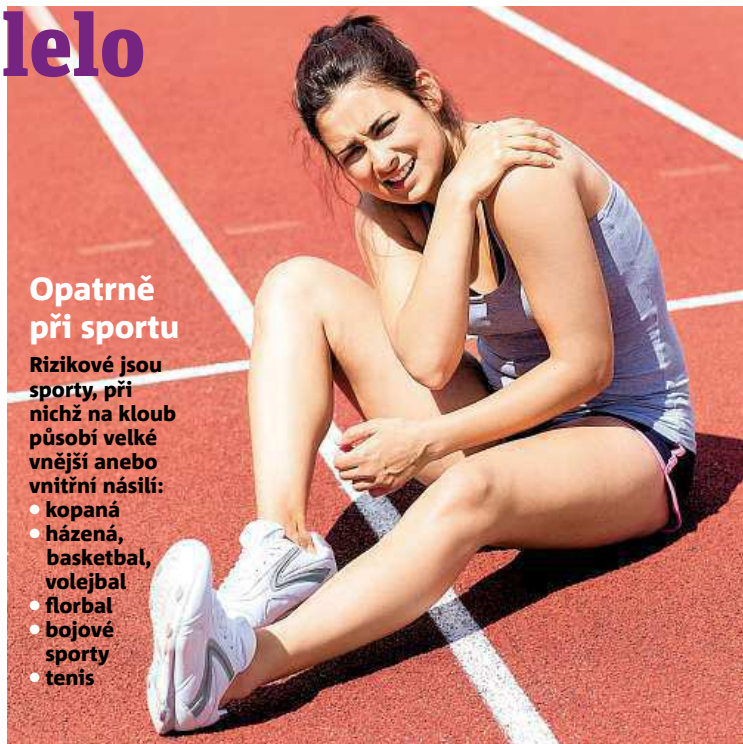 lelo
Opatrně
při sportu
Rizikové jsou
sporty, při
nichž na kloub
působí velké
vnější anebo
vnitřní násilí:
• kopaná
• házená,
basketbal,
volejbal
• florbal
• bojové
sporty
• tenis